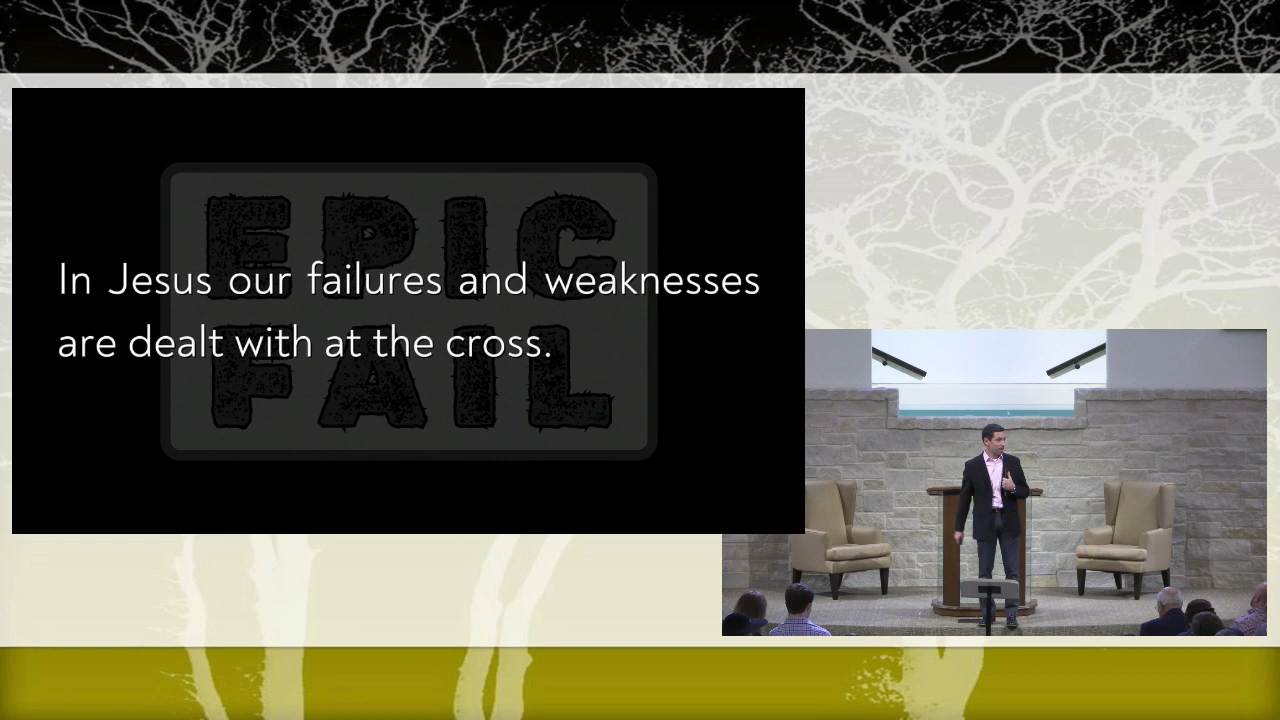 EPIC
FAIL
In Jesus our failures and weaknesses
are dealt with at the cross.